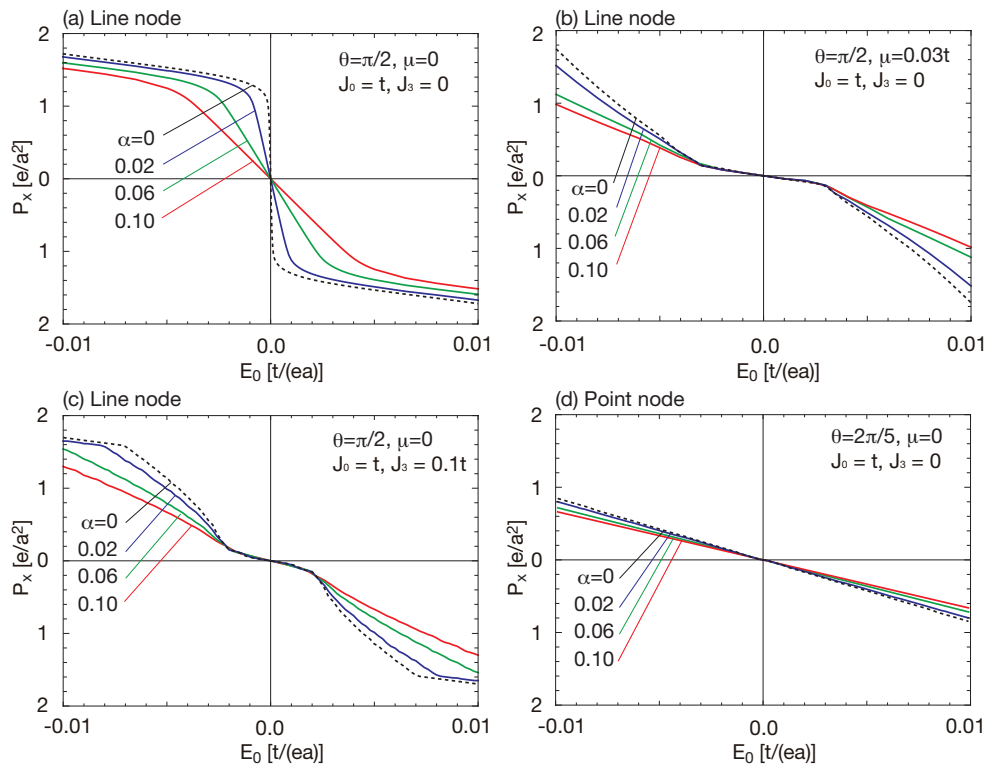 (a) Line node
2
1
0
1
2
P_x [e/a²]
θ=π/2, μ=0
J₀ = t, J₃ = 0
α=0
0.02
0.06
0.10
-0.01
0.0
0.01
E₀ [t/(ea)]
(b) Line node
2
1
0
1
2
P_x [e/a²]
θ=π/2, μ=0.03t
J₀ = t, J₃ = 0
α=0
0.02
0.06
0.10
-0.01
0.0
0.01
E₀ [t/(ea)]
(c) Line node
2
1
0
1
2
P_x [e/a²]
θ=π/2, μ=0
J₀ = t, J₃ = 0.1t
α=0
0.02
0.06
0.10
-0.01
0.0
0.01
E₀ [t/(ea)]
(d) Point node
2
1
0
1
2
P_x [e/a²]
θ=2π/5, μ=0
J₀ = t, J₃ = 0
α=0
0.02
0.06
0.10
-0.01
0.0
0.01
E₀ [t/(ea)]